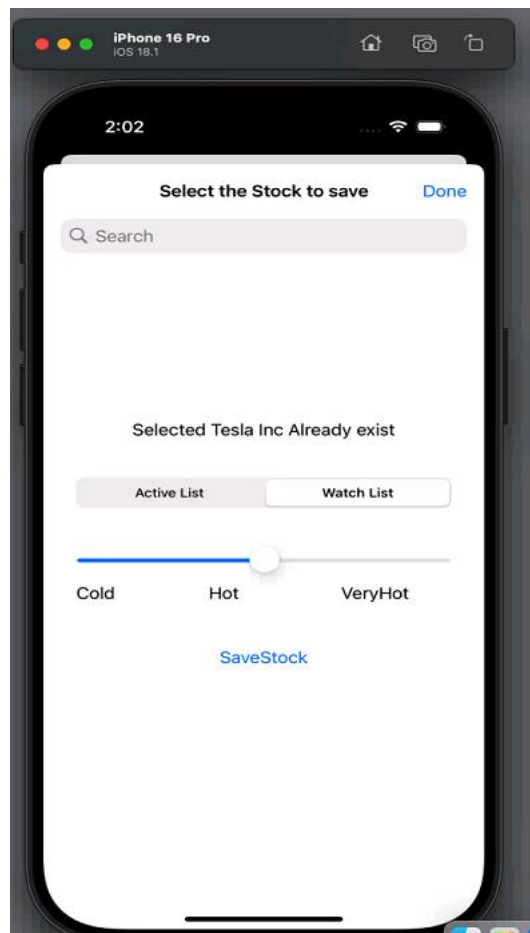 iPhone 16 Pro
iOS 18.1
2:02
Select the Stock to save Done
Search
Selected Tesla Inc Already exist
Active List Watch List
Cold Hot VeryHot
SaveStock